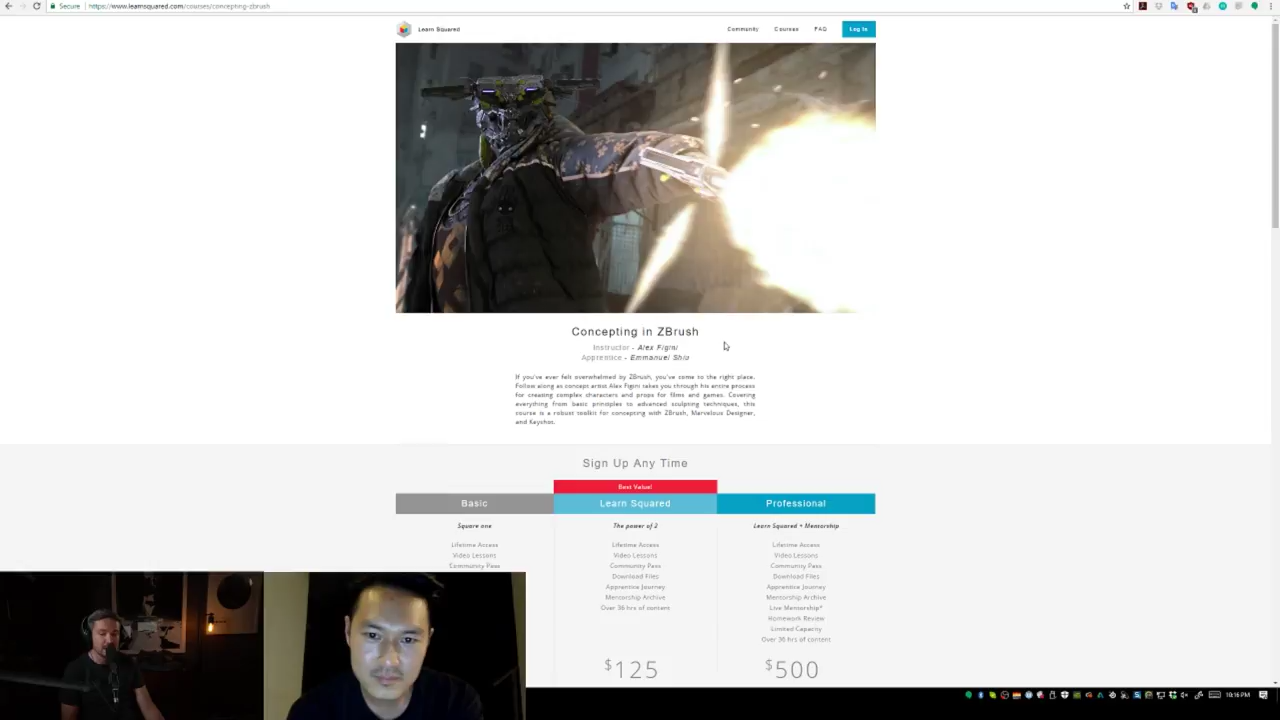 Secure
https://www.learnsquared.com/courses/concepting-zbrush
Learn Squared
Community
Courses
FAQ
Log In
Concepting in ZBrush
Instructor - Alex Figini
Apprentice - Emmanuel Shiu
If you've ever felt overwhelmed by ZBrush, you've come to the right place.
Follow along as concept artist Alex Figini takes you through his entire process
for creating complex characters and props for films and games. Covering
everything from basic principles to advanced sculpting techniques, this
course is a robust toolkit for concepting with ZBrush, Marvelous Designer,
and Keyshot.
Sign Up Any Time
Basic
Square one
Lifetime Access
Video Lessons
Community Pass
Best Value!
Learn Squared
The power of 2
Lifetime Access
Video Lessons
Community Pass
Download Files
Apprentice Journey
Mentorship Archive
Over 36 hrs of content
$125
Professional
Learn Squared + Mentorship
Lifetime Access
Video Lessons
Community Pass
Download Files
Apprentice Journey
Mentorship Archive
Live Mentorship*
Homework Review
Limited Capacity
Over 36 hrs of content
$500
10:16 PM